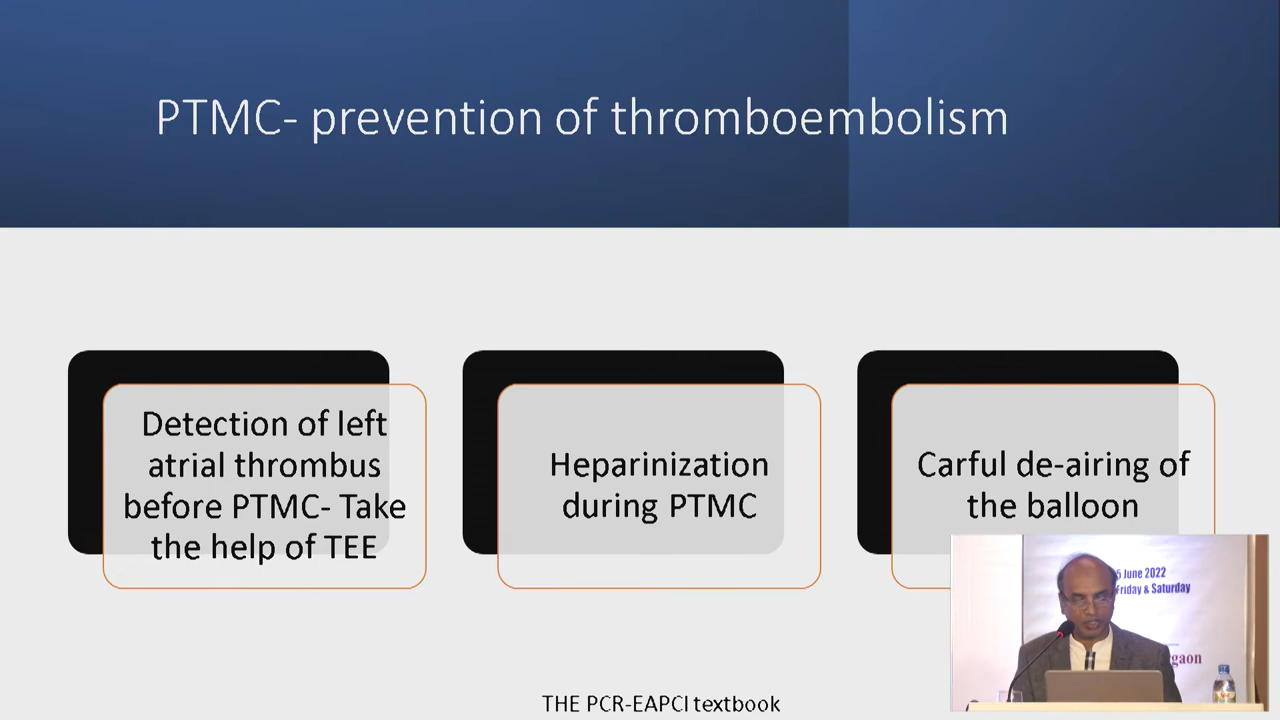 PTMC- prevention of thromboembolism
Detection of left
atrial thrombus
before PTMC- Take
the help of TEE
Heparinization
during PTMC
Carful de-airing of
the balloon
5 June 2022
Friday & Saturday
THE PCR-EAPCI textbook